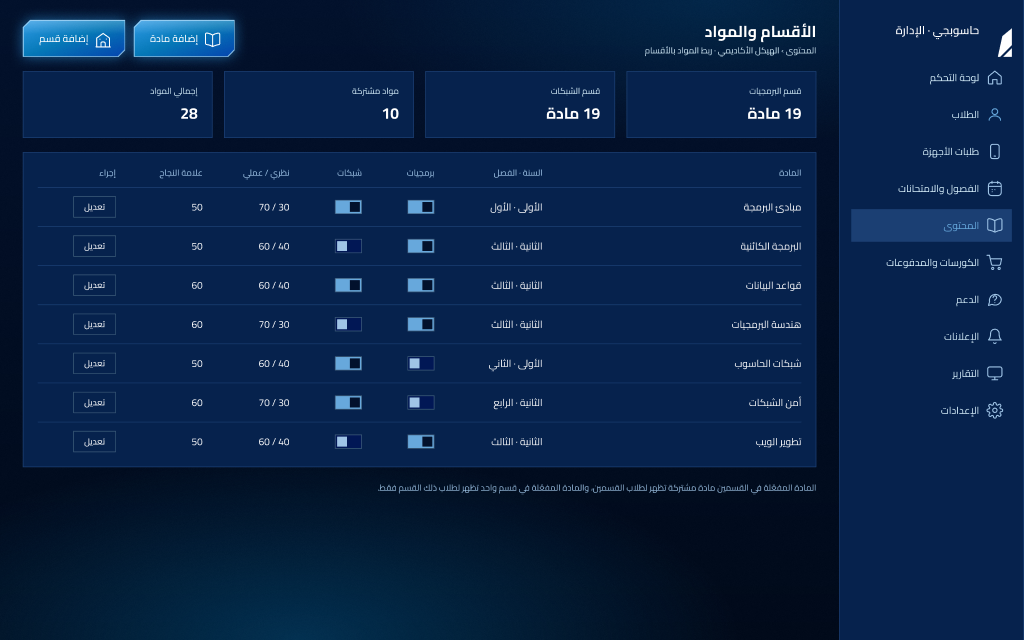 حاسوبجي · الإدارة
لوحة التحكم
الطلاب
طلبات الأجهزة
الفصول والامتحانات
المحتوى
الكورسات والمدفوعات
الدعم
الإعلانات
التقارير
الإعدادات
الأقسام والمواد
المحتوى · الهيكل الأكاديمي · ربط المواد بالأقسام
إضافة مادة
إضافة قسم
قسم البرمجيات
19 مادة
قسم الشبكات
19 مادة
مواد مشتركة
10
إجمالي المواد
28
المادة السنة · الفصل برمجيات شبكات نظري / عملي علامة النجاح إجراء
مبادئ البرمجة الأولى · الأول 70 / 30 50 تعديل
البرمجة الكائنية الثانية · الثالث 60 / 40 50 تعديل
قواعد البيانات الثانية · الثالث 60 / 40 60 تعديل
هندسة البرمجيات الثانية · الثالث 70 / 30 60 تعديل
شبكات الحاسوب الأولى · الثاني 60 / 40 50 تعديل
أمن الشبكات الثانية · الرابع 70 / 30 60 تعديل
تطوير الويب الثانية · الثالث 60 / 40 50 تعديل
المادة المفعّلة في القسمين مادة مشتركة تظهر لطلاب القسمين، والمادة المفعّلة في قسم واحد تظهر لطلاب ذلك القسم فقط.